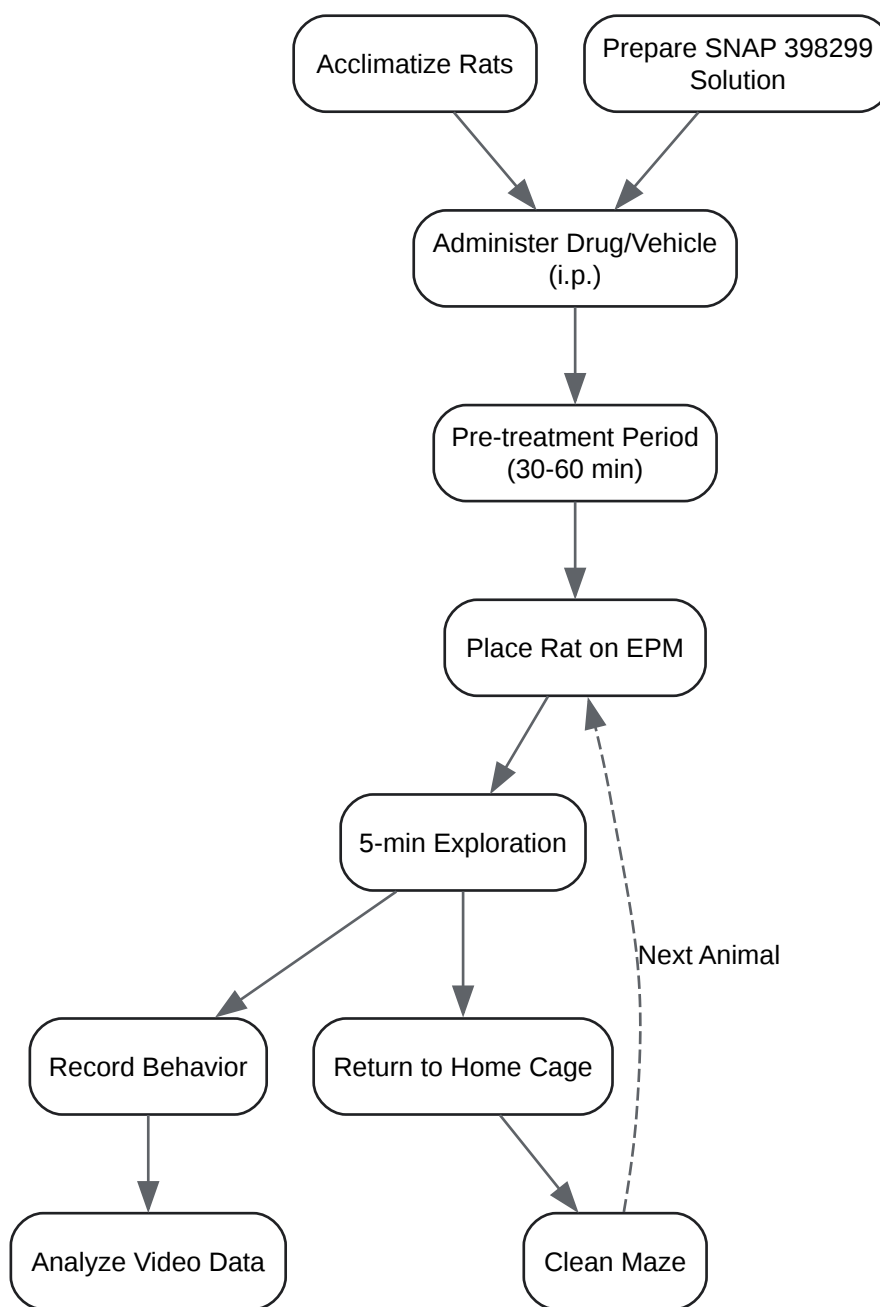 Acclimatize Rats
Prepare SNAP 398299
Solution
Administer Drug/Vehicle
(i.p.)
Pre-treatment Period
(30-60 min)
Place Rat on EPM
5-min Exploration
Next Animal
Record Behavior
Return to Home Cage
Analyze Video Data
Clean Maze